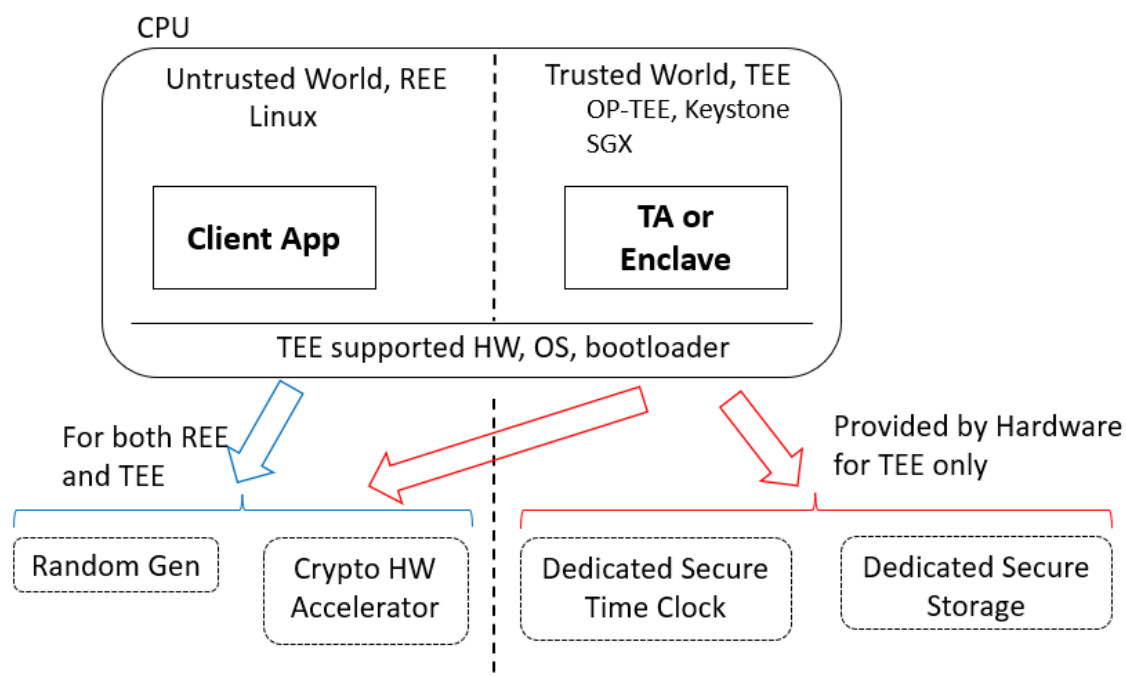 CPU
Untrusted World, REE
Linux
Trusted World, TEE
OP-TEE, Keystone
SGX
Client App
TA or
Enclave
TEE supported HW, OS, bootloader
For both REE
and TEE
Provided by Hardware
for TEE only
Random Gen
Crypto HW
Accelerator
Dedicated Secure
Time Clock
Dedicated Secure
Storage